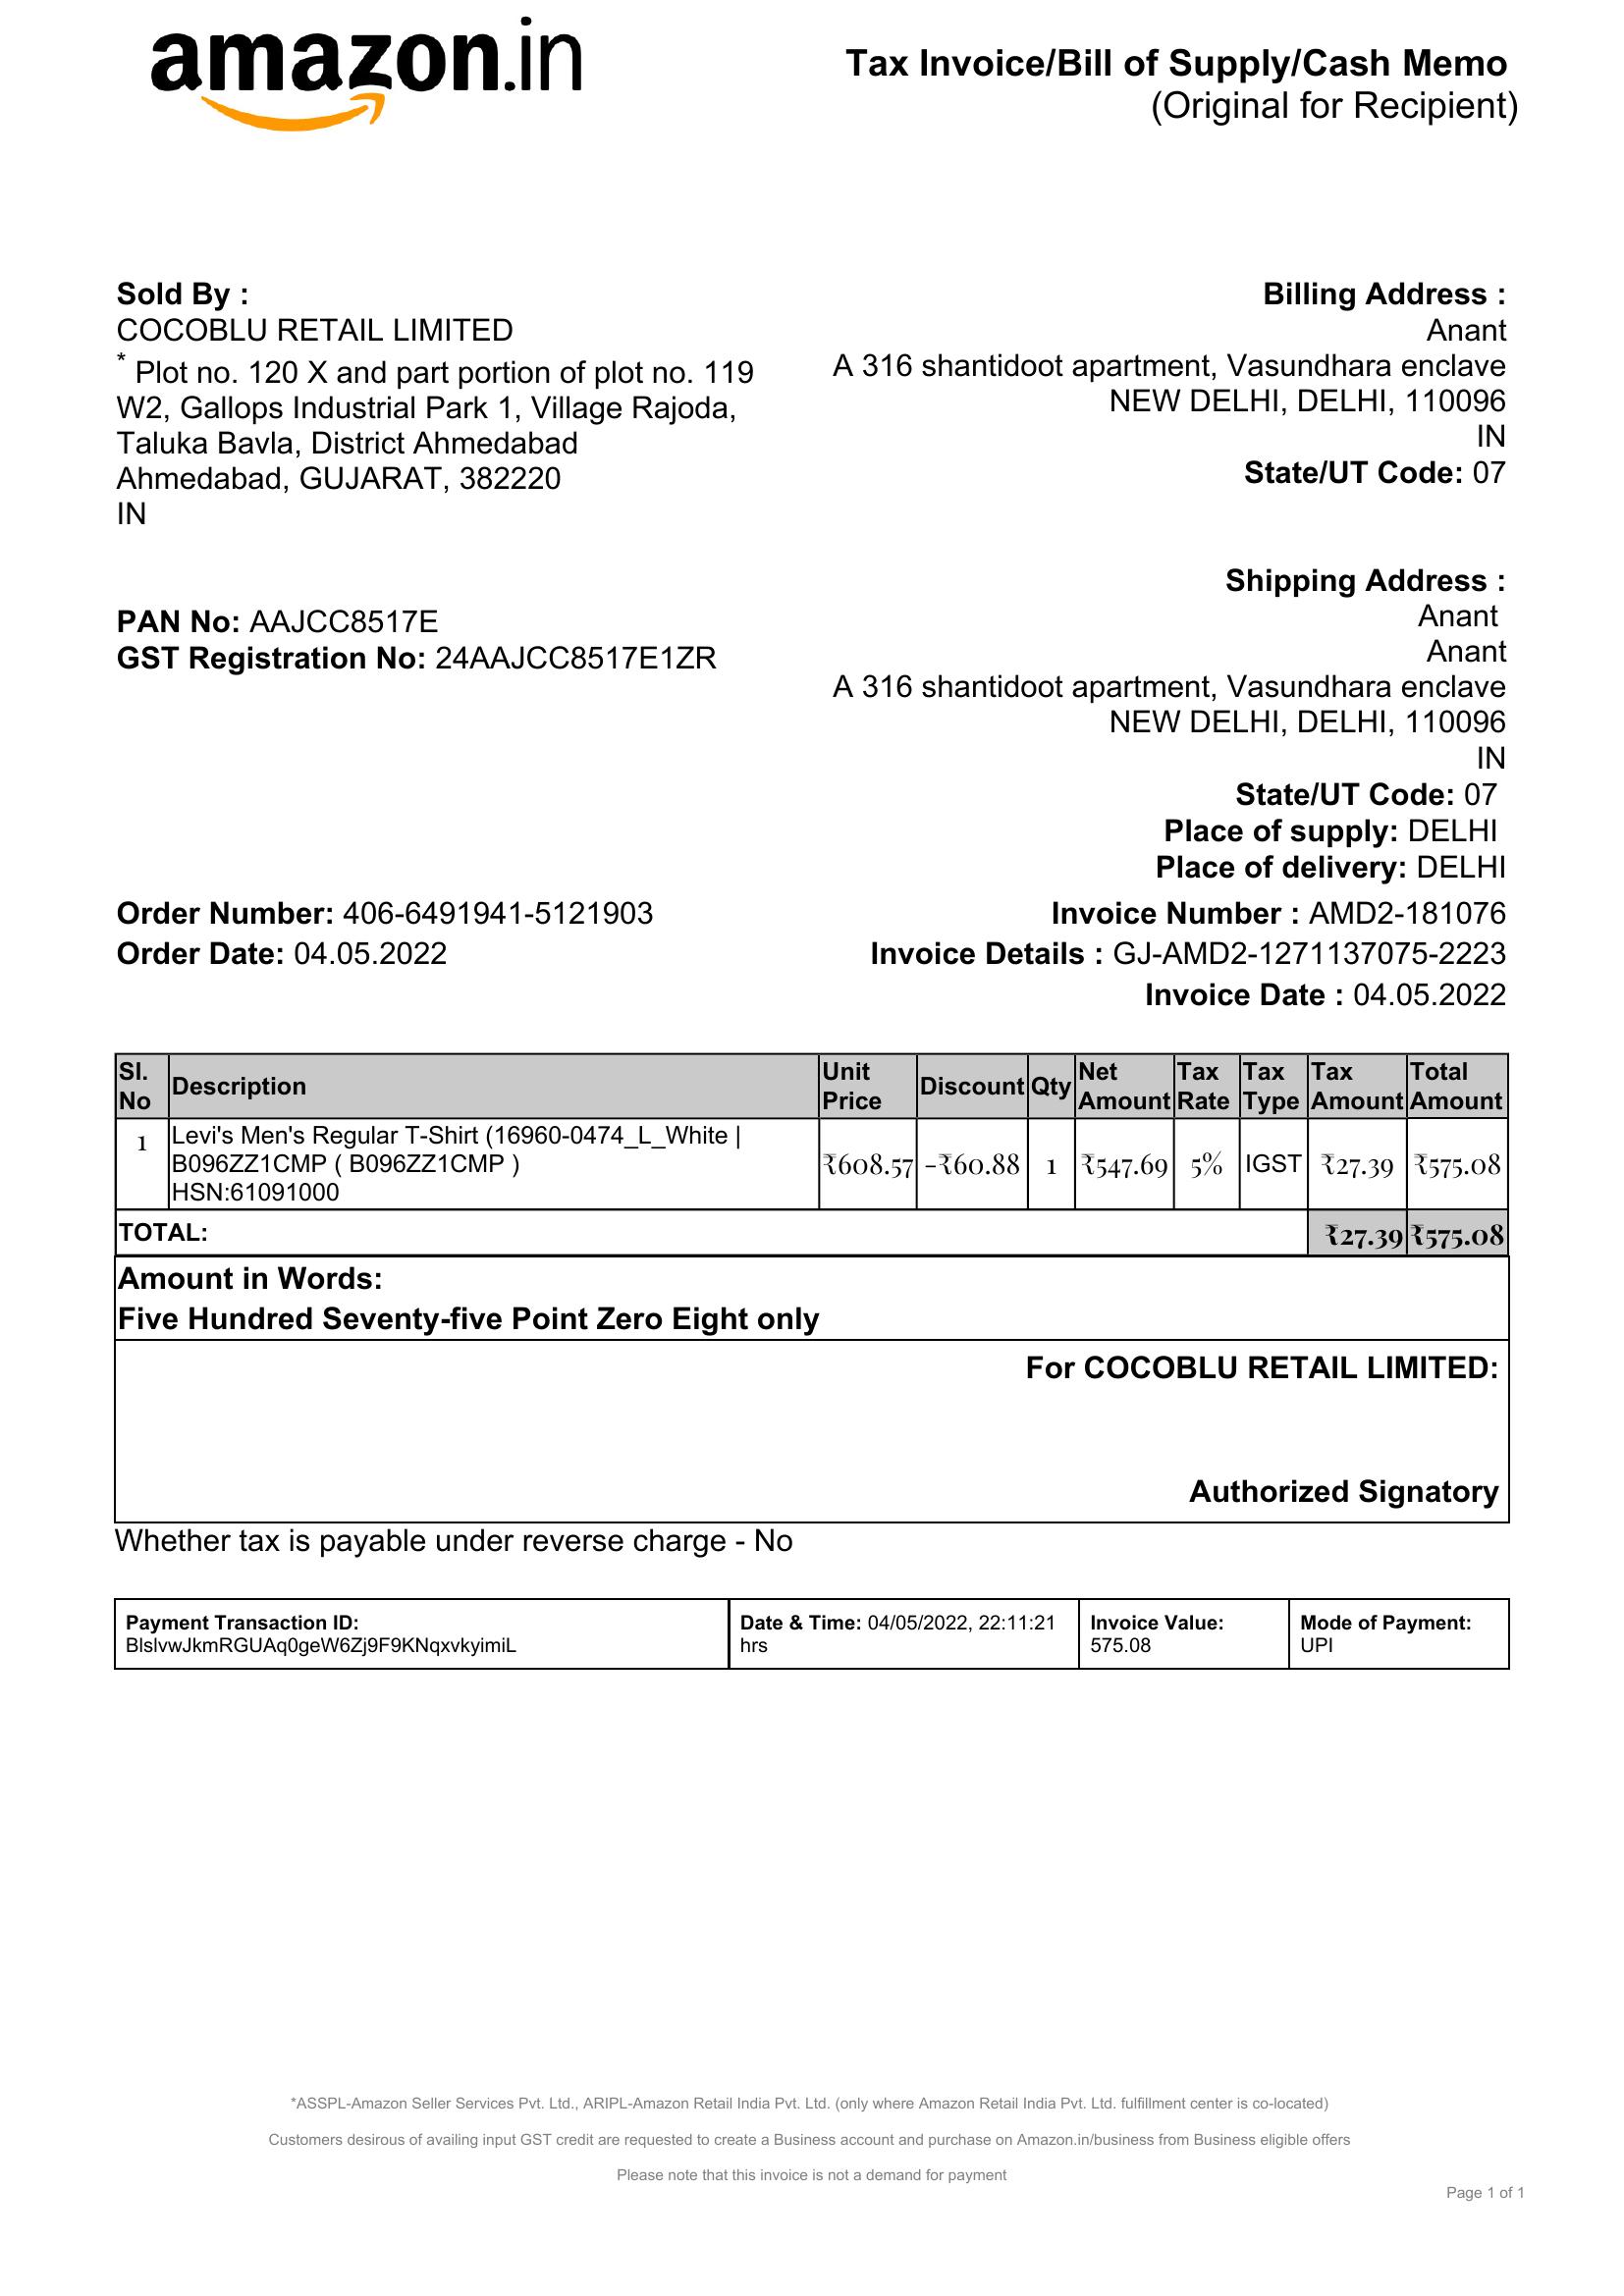 amazon.in
Tax Invoice/Bill of Supply/Cash Memo
(Original for Recipient)
Sold By :
COCOBLU RETAIL LIMITED
* Plot no. 120 X and part portion of plot no. 119
W2, Gallops Industrial Park 1, Village Rajoda,
Taluka Bavla, District Ahmedabad
Ahmedabad, GUJARAT, 382220
IN
PAN No: AAJCC8517E
GST Registration No: 24AAJCC8517E1ZR
Billing Address :
Anant
A 316 shantidoot apartment, Vasundhara enclave
NEW DELHI, DELHI, 110096
IN
State/UT Code: 07
Shipping Address :
Anant
Anant
A 316 shantidoot apartment, Vasundhara enclave
NEW DELHI, DELHI, 110096
IN
State/UT Code: 07
Place of supply: DELHI
Place of delivery: DELHI
Order Number: 406-6491941-5121903
Order Date: 04.05.2022
Invoice Number : AMD2-181076
Invoice Details : GJ-AMD2-1271137075-2223
Invoice Date : 04.05.2022
Sl. No Description Unit Price Discount Qty Net Amount Tax Rate Tax Type Tax Amount Total Amount
1 Levi's Men's Regular T-Shirt (16960-0474_L_White |
B096ZZ1CMP ( B096ZZ1CMP )
HSN:61091000
₹608.57 -₹60.88 1 ₹547.69 5% IGST ₹27.39 ₹575.08
TOTAL: ₹27.39 ₹575.08
Amount in Words:
Five Hundred Seventy-five Point Zero Eight only
For COCOBLU RETAIL LIMITED:
Authorized Signatory
Whether tax is payable under reverse charge - No
Payment Transaction ID:
BlslvwJkmRGUAq0geW6Zj9F9KNqxvkyimiL
Date & Time: 04/05/2022, 22:11:21
hrs
Invoice Value:
575.08
Mode of Payment:
UPI
*ASSPL-Amazon Seller Services Pvt. Ltd., ARIPL-Amazon Retail India Pvt. Ltd. (only where Amazon Retail India Pvt. Ltd. fulfillment center is co-located)
Customers desirous of availing input GST credit are requested to create a Business account and purchase on Amazon.in/business from Business eligible offers
Please note that this invoice is not a demand for payment
Page 1 of 1